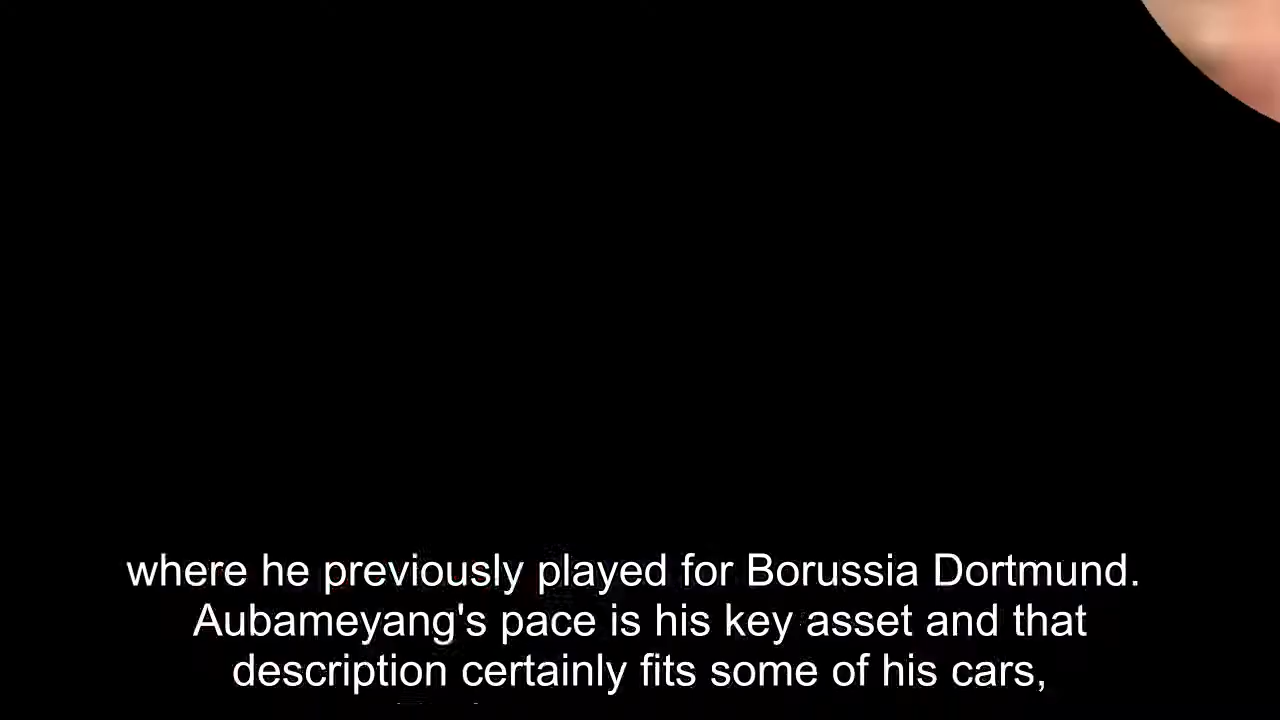 where he previously played for Borussia Dortmund.
Aubameyang's pace is his key asset and that
description certainly fits some of his cars,